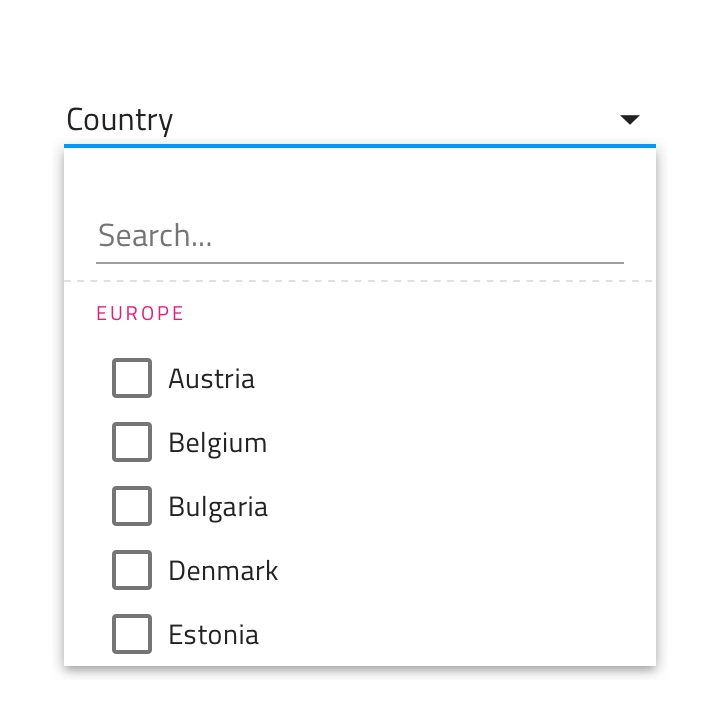 Country
Search...
EUROPE
Austria
Belgium
Bulgaria
Denmark
Estonia